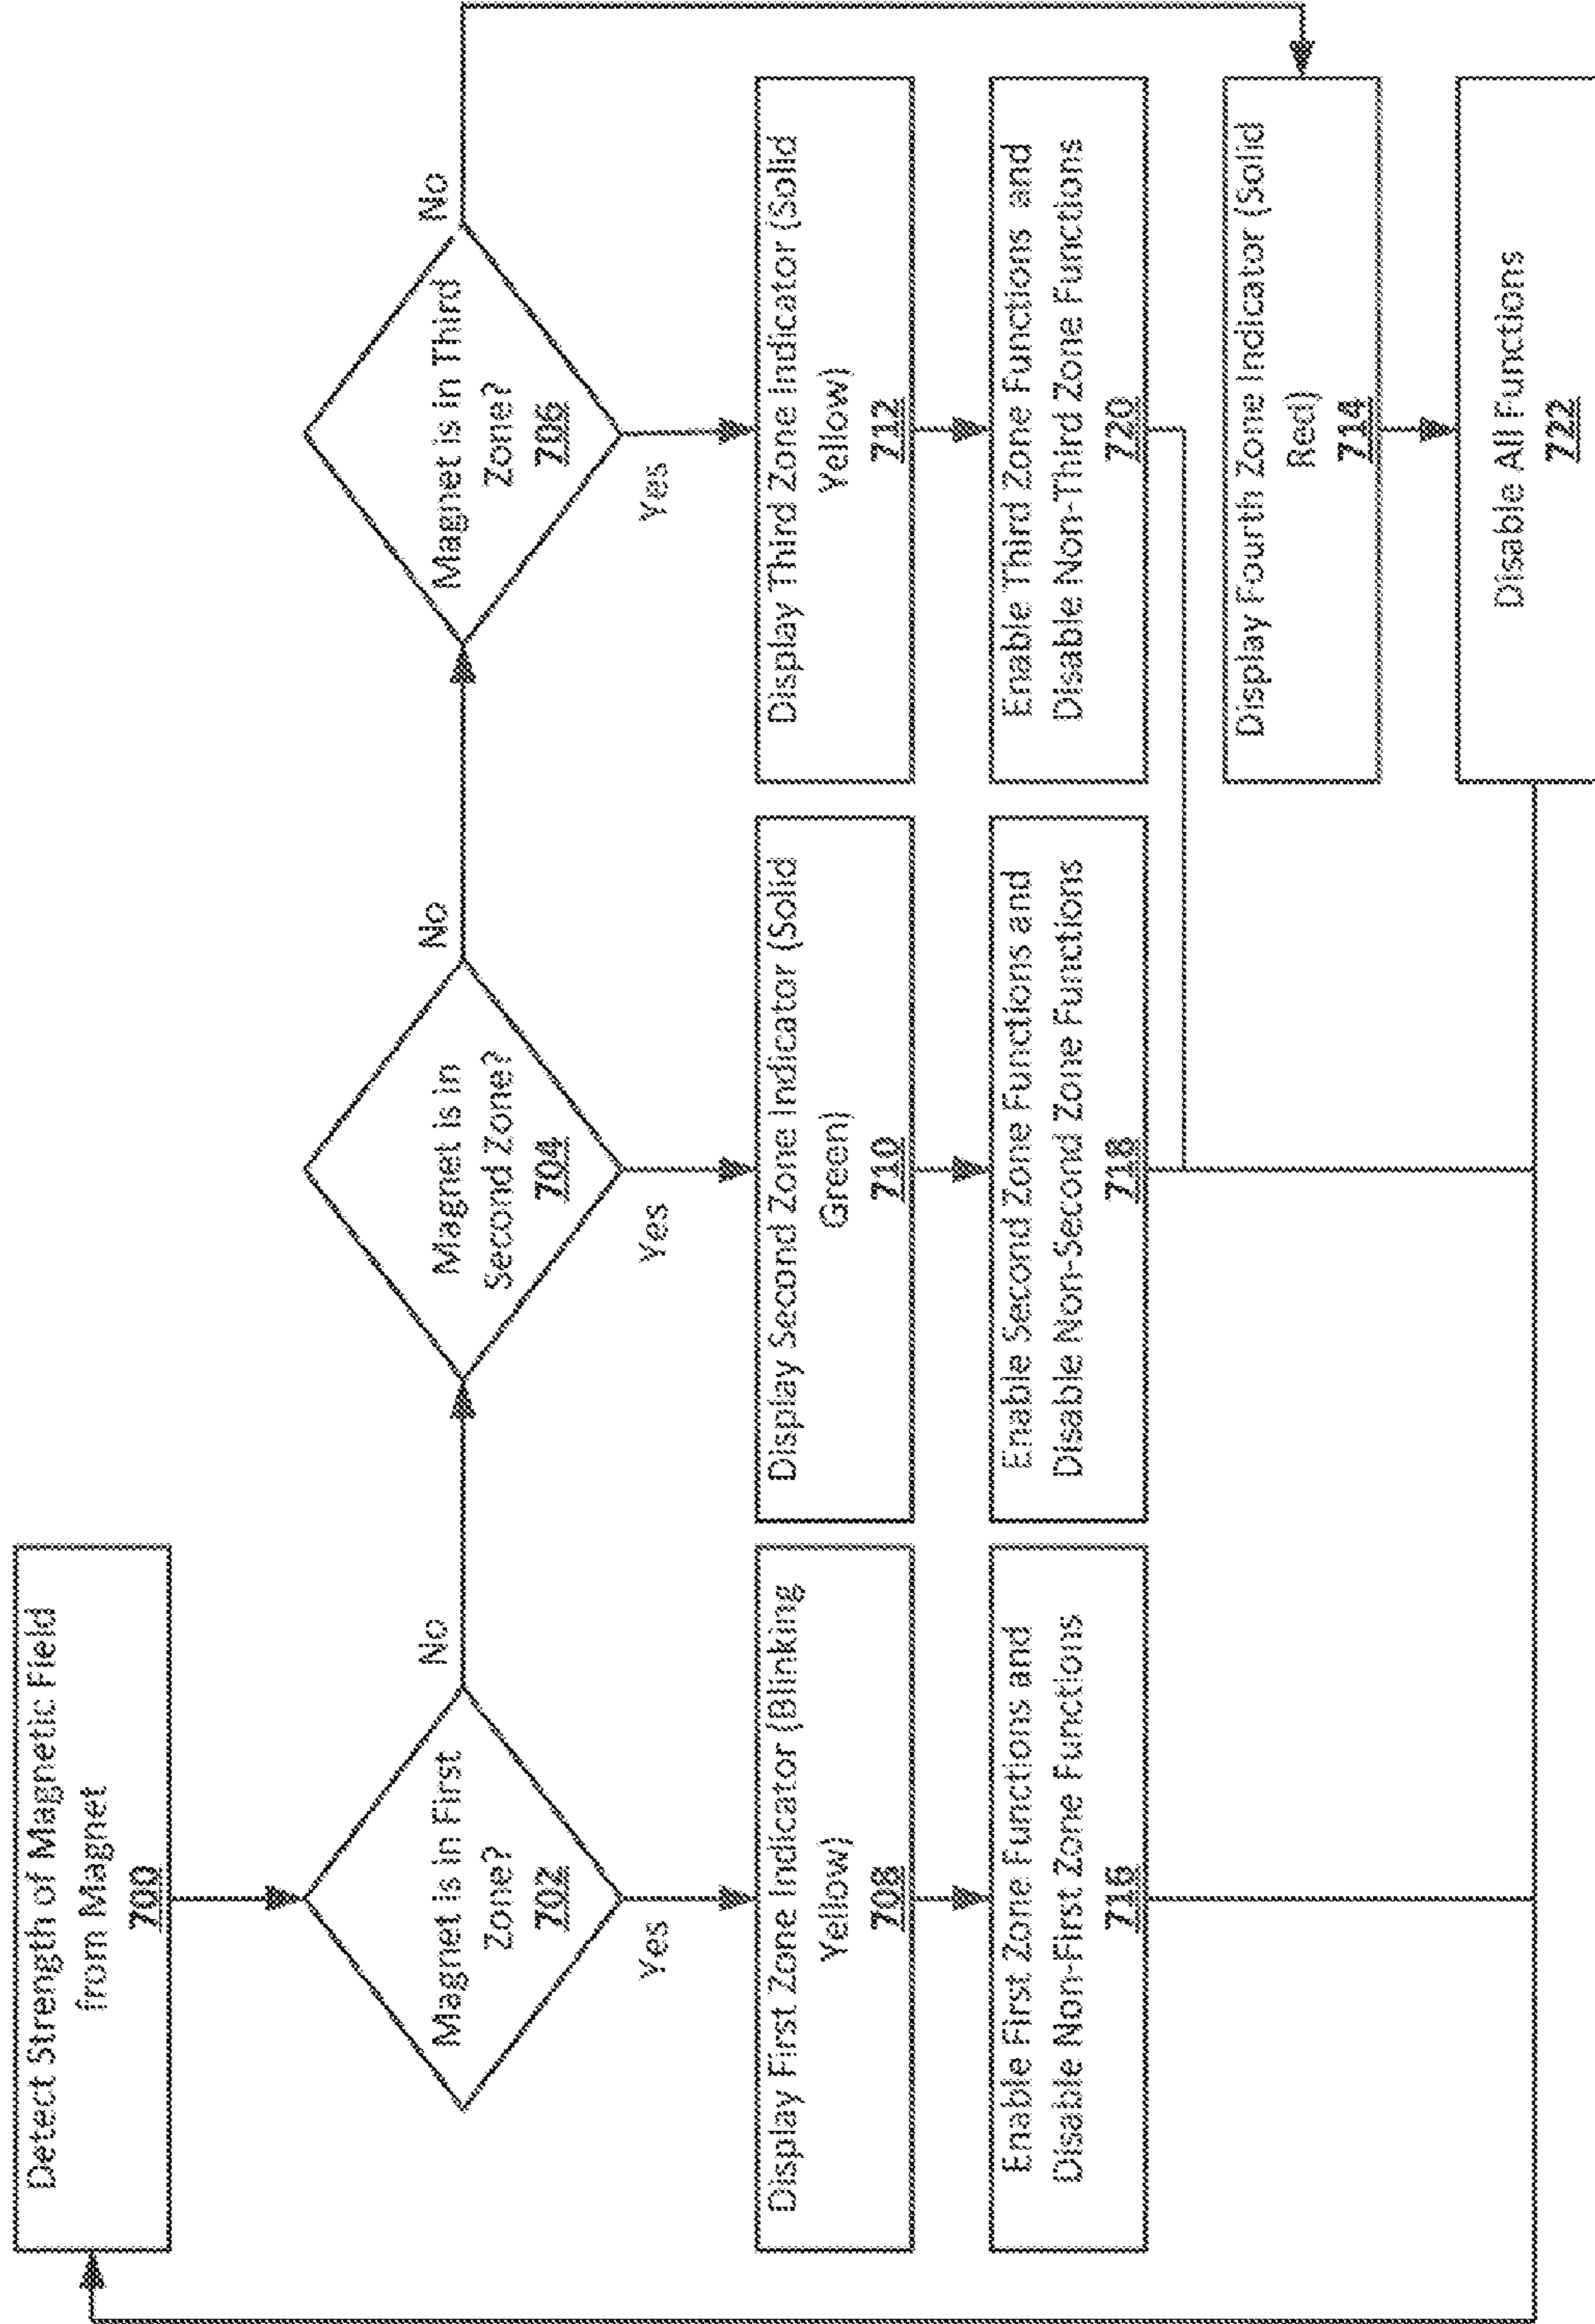 Detect Strength of Magnetic Field
from Magnet
700
Magnet is in First
Zone?
702
No
Yes
Magnet is in
Second Zone?
704
No
Yes
Magnet is in Third
Zone?
706
No
Yes
Display First Zone Indicator (Blinking
Yellow)
708
Display Second Zone Indicator (Solid
Green)
710
Display Third Zone Indicator (Solid
Yellow)
712
Enable First Zone Functions and
Disable Non-First Zone Functions
716
Enable Second Zone Functions and
Disable Non-Second Zone Functions
718
Enable Third Zone Functions and
Disable Non-Third Zone Functions
720
Display Fourth Zone Indicator (Solid
Red)
714
Disable All Functions
722